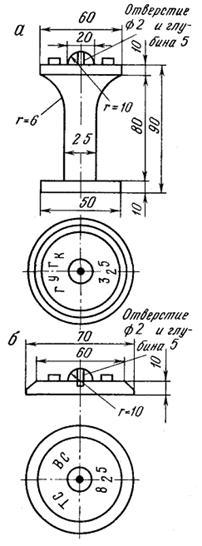 а
60
Отверстие
ф2 и глу-
бина 5
20
10
r=10
r=6
25
80
90
50
10
ГУГК
325
б
Отверстие
ф2 и глу-
бина 5
70
60
10
r=10
ТС ВС
825